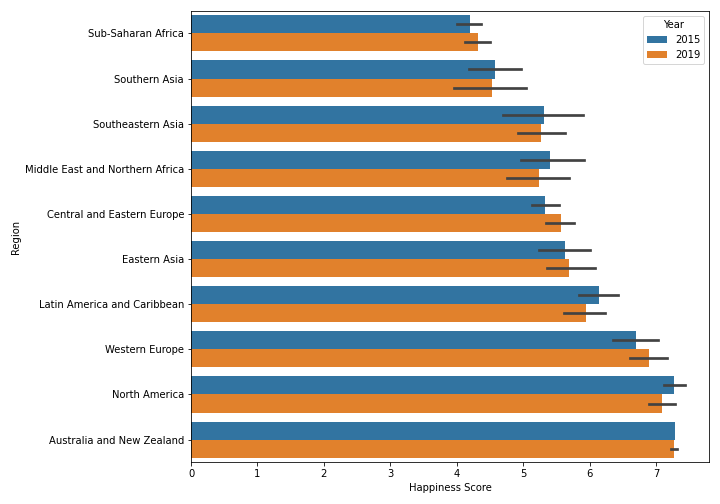 Year
2015
2019
Region
Sub-Saharan Africa
Southern Asia
Southeastern Asia
Middle East and Northern Africa
Central and Eastern Europe
Eastern Asia
Latin America and Caribbean
Western Europe
North America
Australia and New Zealand
0 1 2 3 4 5 6 7
Happiness Score